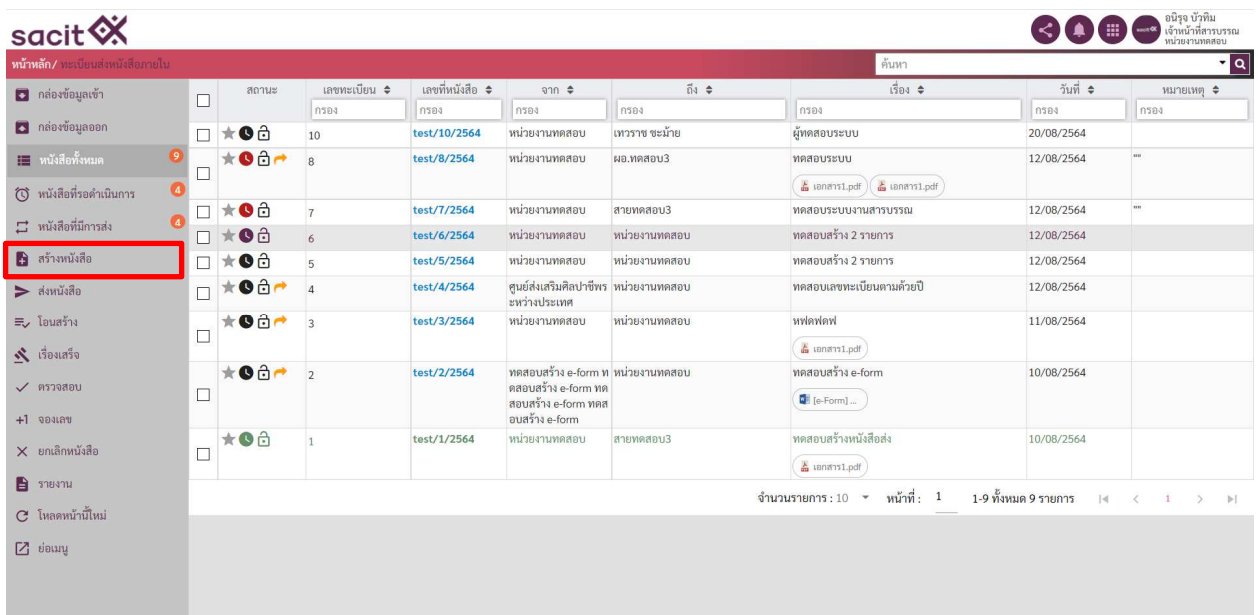 sacit
อนิรุจ บัวทิม
เจ้าหน้าที่สารบรรณ
หน่วยงานทดสอบ
หน้าหลัก/ ทะเบียนส่งหนังสือภายใน
ค้นหา
กล่องข้อมูลเข้า
กล่องข้อมูลออก
หนังสือทั้งหมด 9
หนังสือที่รอดำเนินการ 4
หนังสือที่มีการส่ง 4
สร้างหนังสือ
ส่งหนังสือ
โอนสร้าง
เรื่องเสร็จ
ตรวจสอบ
+1 จองเลข
ยกเลิกหนังสือ
รายงาน
โหลดหน้านี้ใหม่
ย่อเมนู
สถานะ เลขทะเบียน เลขที่หนังสือ จาก ถึง เรื่อง วันที่ หมายเหตุ
กรอง กรอง กรอง กรอง กรอง กรอง กรอง
10 test/10/2564 หน่วยงานทดสอบ เทวราช ชะม้าย ผู้ทดสอบระบบ 20/08/2564
8 test/8/2564 หน่วยงานทดสอบ ผอ.ทดสอบ3 ทดสอบระบบ 12/08/2564 ""
เอกสาร1.pdf เอกสาร1.pdf
7 test/7/2564 หน่วยงานทดสอบ สายทดสอบ3 ทดสอบระบบงานสารบรรณ 12/08/2564 ""
6 test/6/2564 หน่วยงานทดสอบ หน่วยงานทดสอบ ทดสอบสร้าง 2 รายการ 12/08/2564
5 test/5/2564 หน่วยงานทดสอบ หน่วยงานทดสอบ ทดสอบสร้าง 2 รายการ 12/08/2564
4 test/4/2564 ศูนย์ส่งเสริมศิลปาชีพร หน่วยงานทดสอบ ทดสอบเลขทะเบียนตามด้วยปี 12/08/2564
ะหว่างประเทศ
3 test/3/2564 หน่วยงานทดสอบ หน่วยงานทดสอบ หฟดฟดฟ 11/08/2564
เอกสาร1.pdf
2 test/2/2564 ทดสอบสร้าง e-form ท หน่วยงานทดสอบ ทดสอบสร้าง e-form 10/08/2564
ดสอบสร้าง e-form ทด
สอบสร้าง e-form ทดส
อบสร้าง e-form
[e-Form] ...
1 test/1/2564 หน่วยงานทดสอบ สายทดสอบ3 ทดสอบสร้างหนังสือส่ง 10/08/2564
เอกสาร1.pdf
จำนวนรายการ : 10 หน้าที่ : 1 1-9 ทั้งหมด 9 รายการ 1